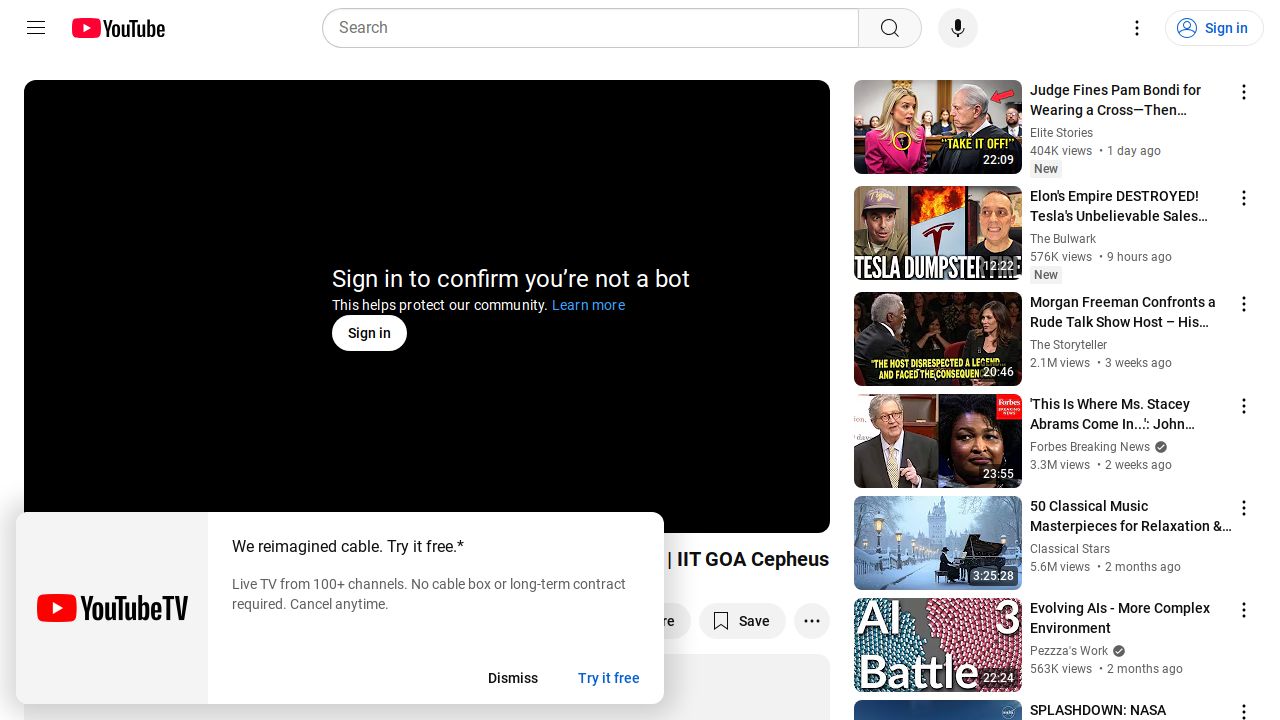 YouTube
Search
Sign in
Sign in to confirm you’re not a bot
This helps protect our community. Learn more
Sign in
| IIT GOA Cepheus
re
Save
We reimagined cable. Try it free.*
Live TV from 100+ channels. No cable box or long-term contract
required. Cancel anytime.
YouTubeTV
Dismiss
Try it free
"TAKE IT OFF!"
22:09
Judge Fines Pam Bondi for
Wearing a Cross—Then…
Elite Stories
404K views • 1 day ago
New
TESLA DUMPSTER FIRE
12:22
Elon's Empire DESTROYED!
Tesla's Unbelievable Sales…
The Bulwark
576K views • 9 hours ago
New
"THE HOST DISRESPECTED A LEGEND
AND FACED THE CONSEQUEN
20:46
Morgan Freeman Confronts a
Rude Talk Show Host – His…
The Storyteller
2.1M views • 3 weeks ago
Forbes
BREAKING NEWS
23:55
'This Is Where Ms. Stacey
Abrams Come In...': John…
Forbes Breaking News
3.3M views • 2 weeks ago
3:25:28
50 Classical Music
Masterpieces for Relaxation &…
Classical Stars
5.6M views • 2 months ago
AI 3
Battle
22:24
Evolving AIs - More Complex
Environment
Pezzza's Work
563K views • 2 months ago
SPLASHDOWN: NASA